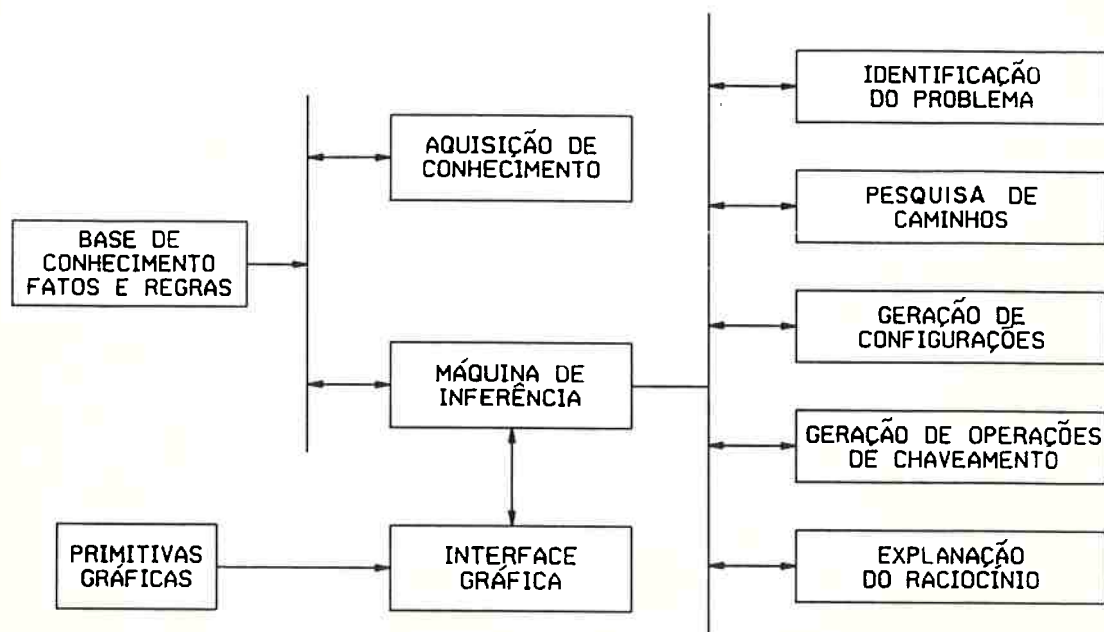 IDENTIFICAÇÃO
DO PROBLEMA
AQUISIÇÃO DE
CONHECIMENTO
PESQUISA DE
CAMINHOS
BASE DE
CONHECIMENTO
FATOS E REGRAS
GERAÇÃO DE
CONFIGURAÇÕES
MÁQUINA DE
INFERÊNCIA
GERAÇÃO DE OPERAÇÕES
DE CHAVEAMENTO
PRIMITIVAS
GRÁFICAS
INTERFACE
GRÁFICA
EXPLANAÇÃO
DO RACIOCÍNIO